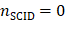 n_SCID = 0